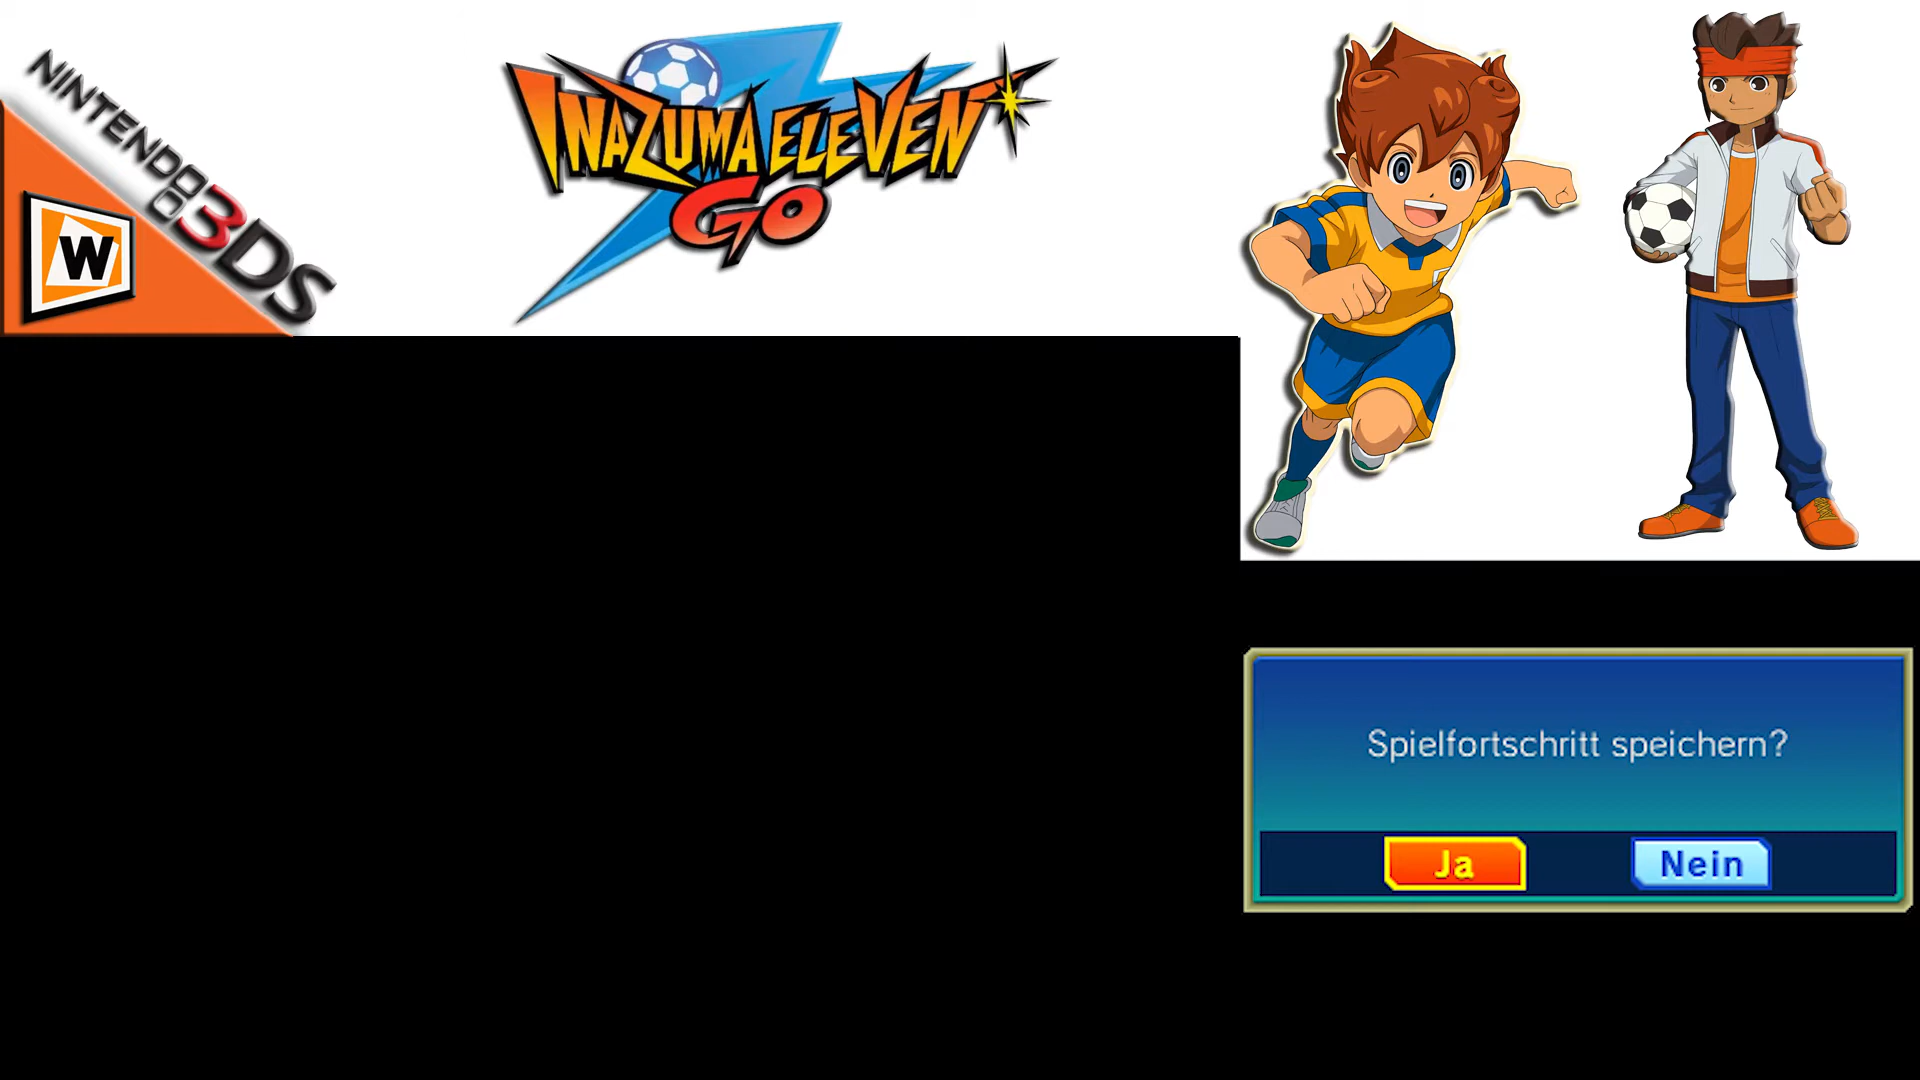 NINTENDO 3DS
W
INAZUMA ELEVEN
GO
Spielfortschritt speichern?
Ja
Nein